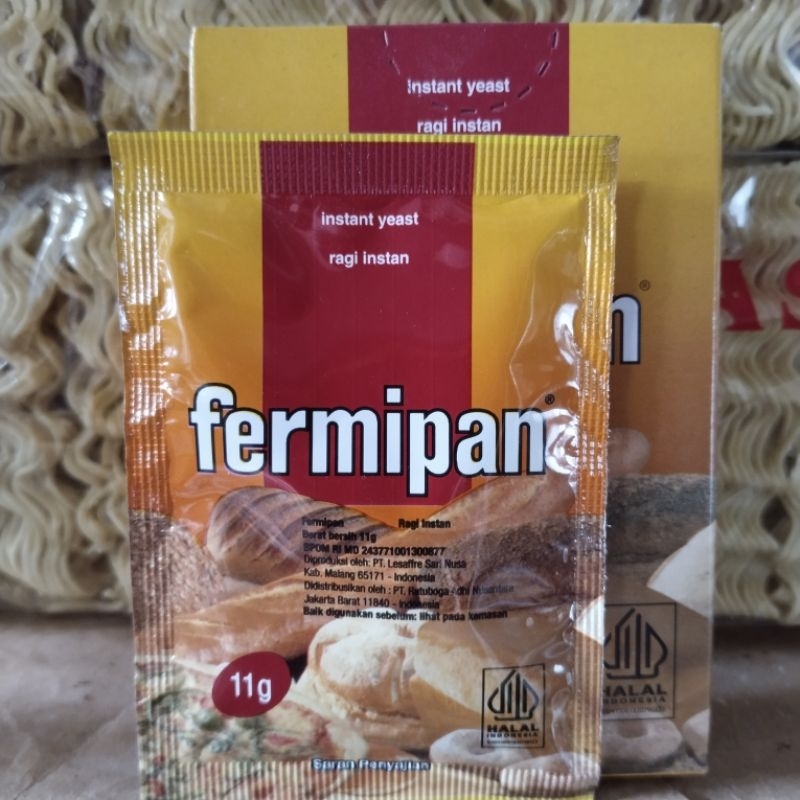 instant yeast
ragi instan
n®
AS
instant yeast
ragi instan
fermipan®
Fermipan Ragi Instan
Berat bersih 11g
BPOM RI MD 243771001300877
Diproduksi oleh: PT. Lesaffre Sari Nusa
Kab. Malang 65171 - Indonesia
Didistribusikan oleh : PT. Ratuboga Adhi Nusantara
Jakarta Barat 11840 - Indonesia
Baik digunakan sebelum: lihat pada kemasan
11g
HALAL
INDONESIA
HALAL
INDONESIA
Saran Penyajian